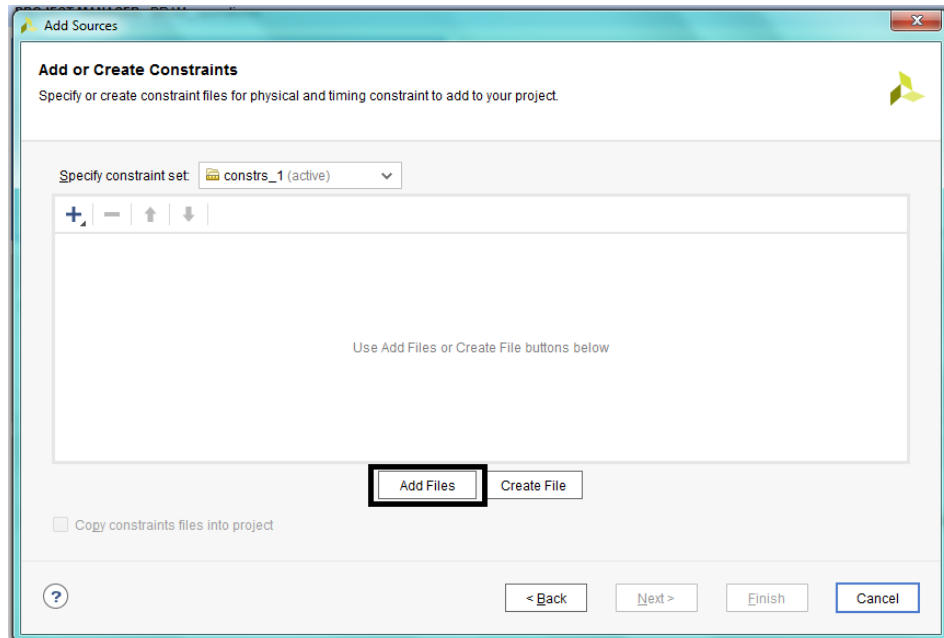 Add Sources
Add or Create Constraints
Specify or create constraint files for physical and timing constraint to add to your project.
Specify constraint set: constrs_1 (active)
Use Add Files or Create File buttons below
Add Files Create File
Copy constraints files into project
? < Back Next > Finish Cancel